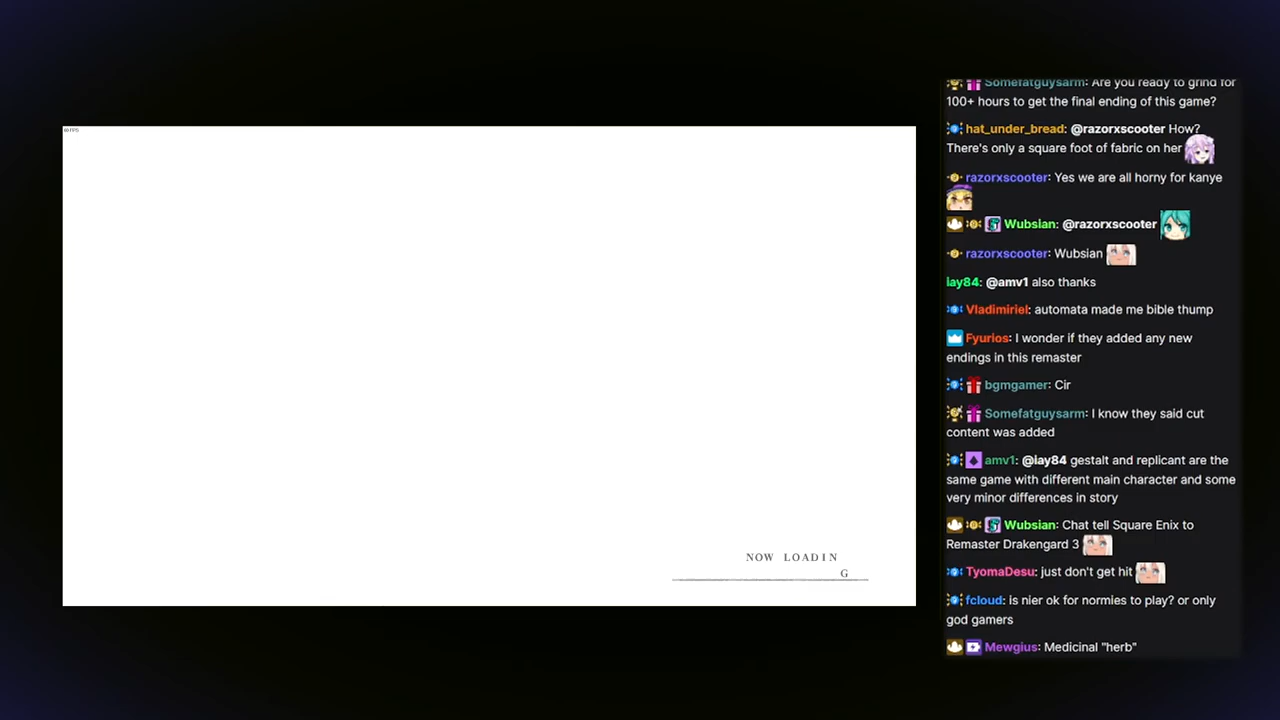 60 FPS
NOW LOADIN
G
Somefatguysarm: Are you ready to grind for
100+ hours to get the final ending of this game?
hat_under_bread: @razorxscooter How?
There's only a square foot of fabric on her
razorxscooter: Yes we are all horny for kanye
Wubsian: @razorxscooter
razorxscooter: Wubsian
lay84: @amv1 also thanks
Vladimiriel: automata made me bible thump
Fyurios: I wonder if they added any new
endings in this remaster
bgmgamer: Cir
Somefatguysarm: I know they said cut
content was added
amv1: @lay84 gestalt and replicant are the
same game with different main character and some
very minor differences in story
Wubsian: Chat tell Square Enix to
Remaster Drakengard 3
TyomaDesu: just don't get hit
fcloud: is nier ok for normies to play? or only
god gamers
Mewgius: Medicinal "herb"